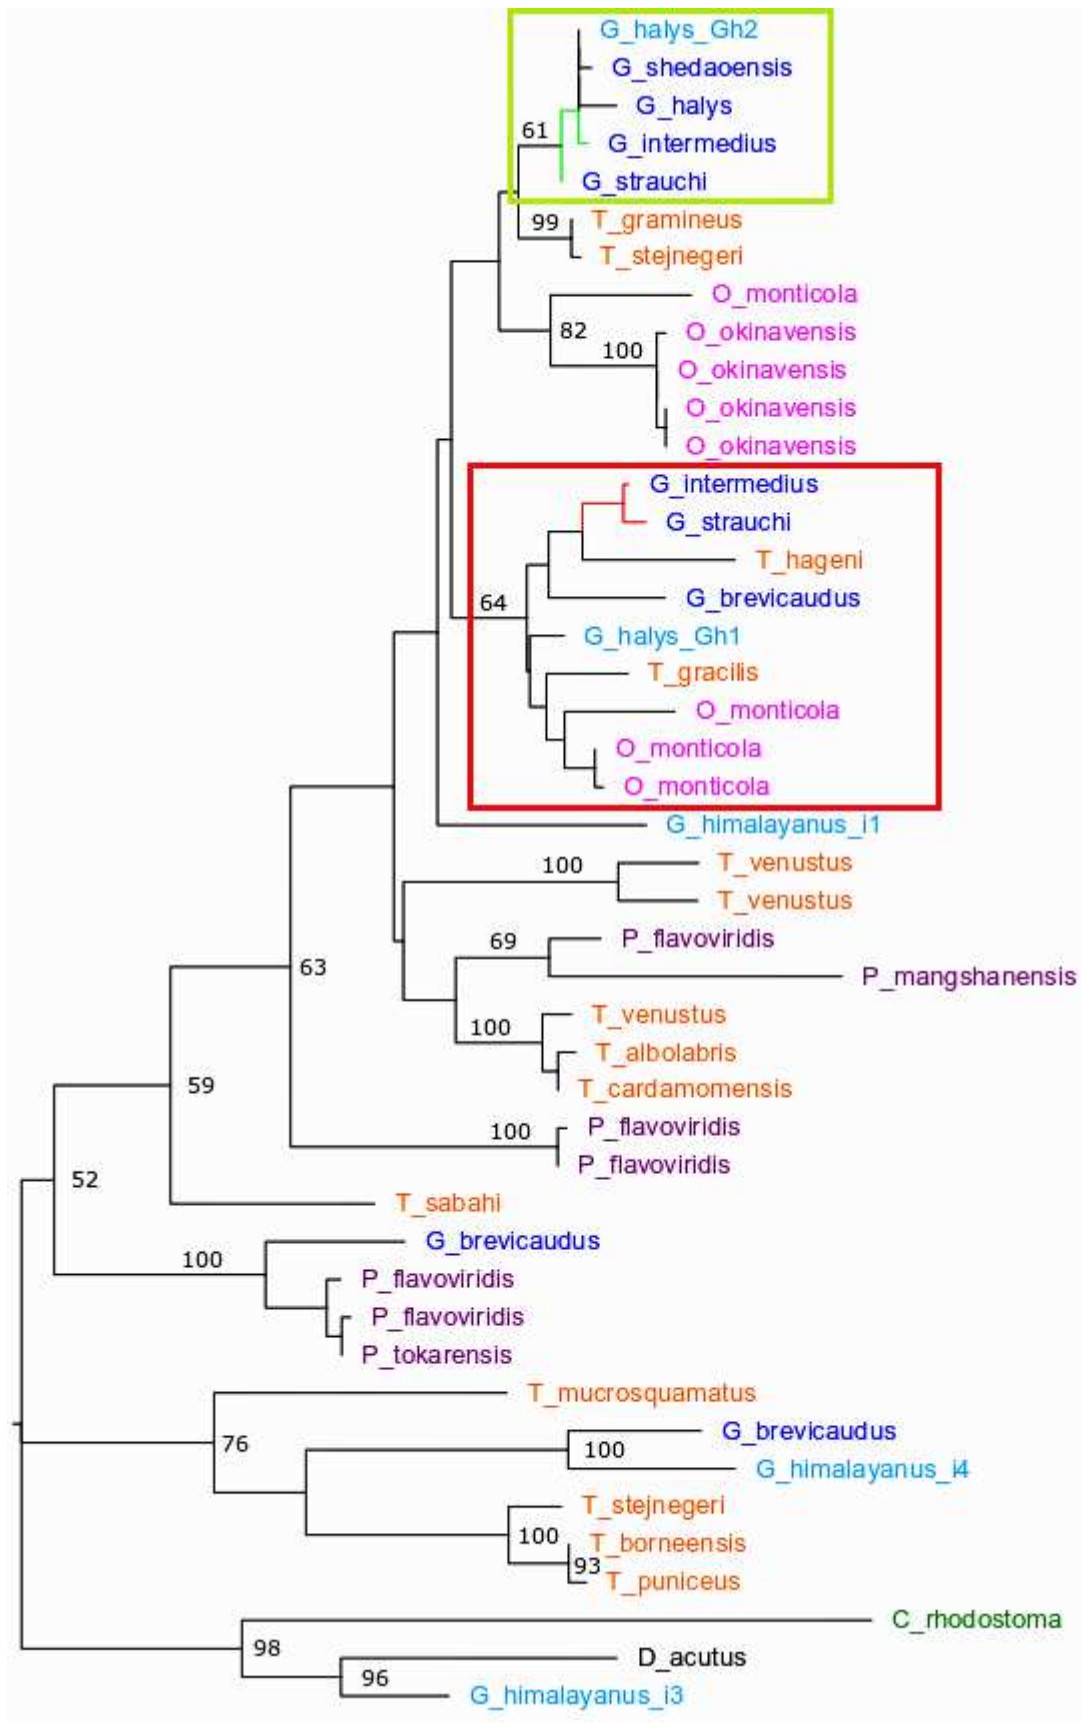 G_halys_Gh2
G_shedaoensis
G_halys
61
G_intermedius
G_strauchi
99
T_gramineus
T_stejnegeri
O_monticola
82
O_okinavensis
100
O_okinavensis
O_okinavensis
O_okinavensis
G_intermedius
G_strauchi
T_hageni
64
G_brevicaudus
G_halys_Gh1
T_gracilis
O_monticola
O_monticola
O_monticola
G_himalayanus_i1
100
T_venustus
T_venustus
69
P_flavoviridis
63
P_mangshanensis
100
T_venustus
T_albolabris
T_cardamomensis
59
100
P_flavoviridis
P_flavoviridis
52
T_sabahi
G_brevicaudus
100
P_flavoviridis
P_flavoviridis
P_tokarensis
T_mucrosquamatus
76
G_brevicaudus
100
G_himalayanus_i4
T_stejnegeri
100
T_borneensis
93
T_puniceus
C_rhodostoma
98
D_acutus
96
G_himalayanus_i3